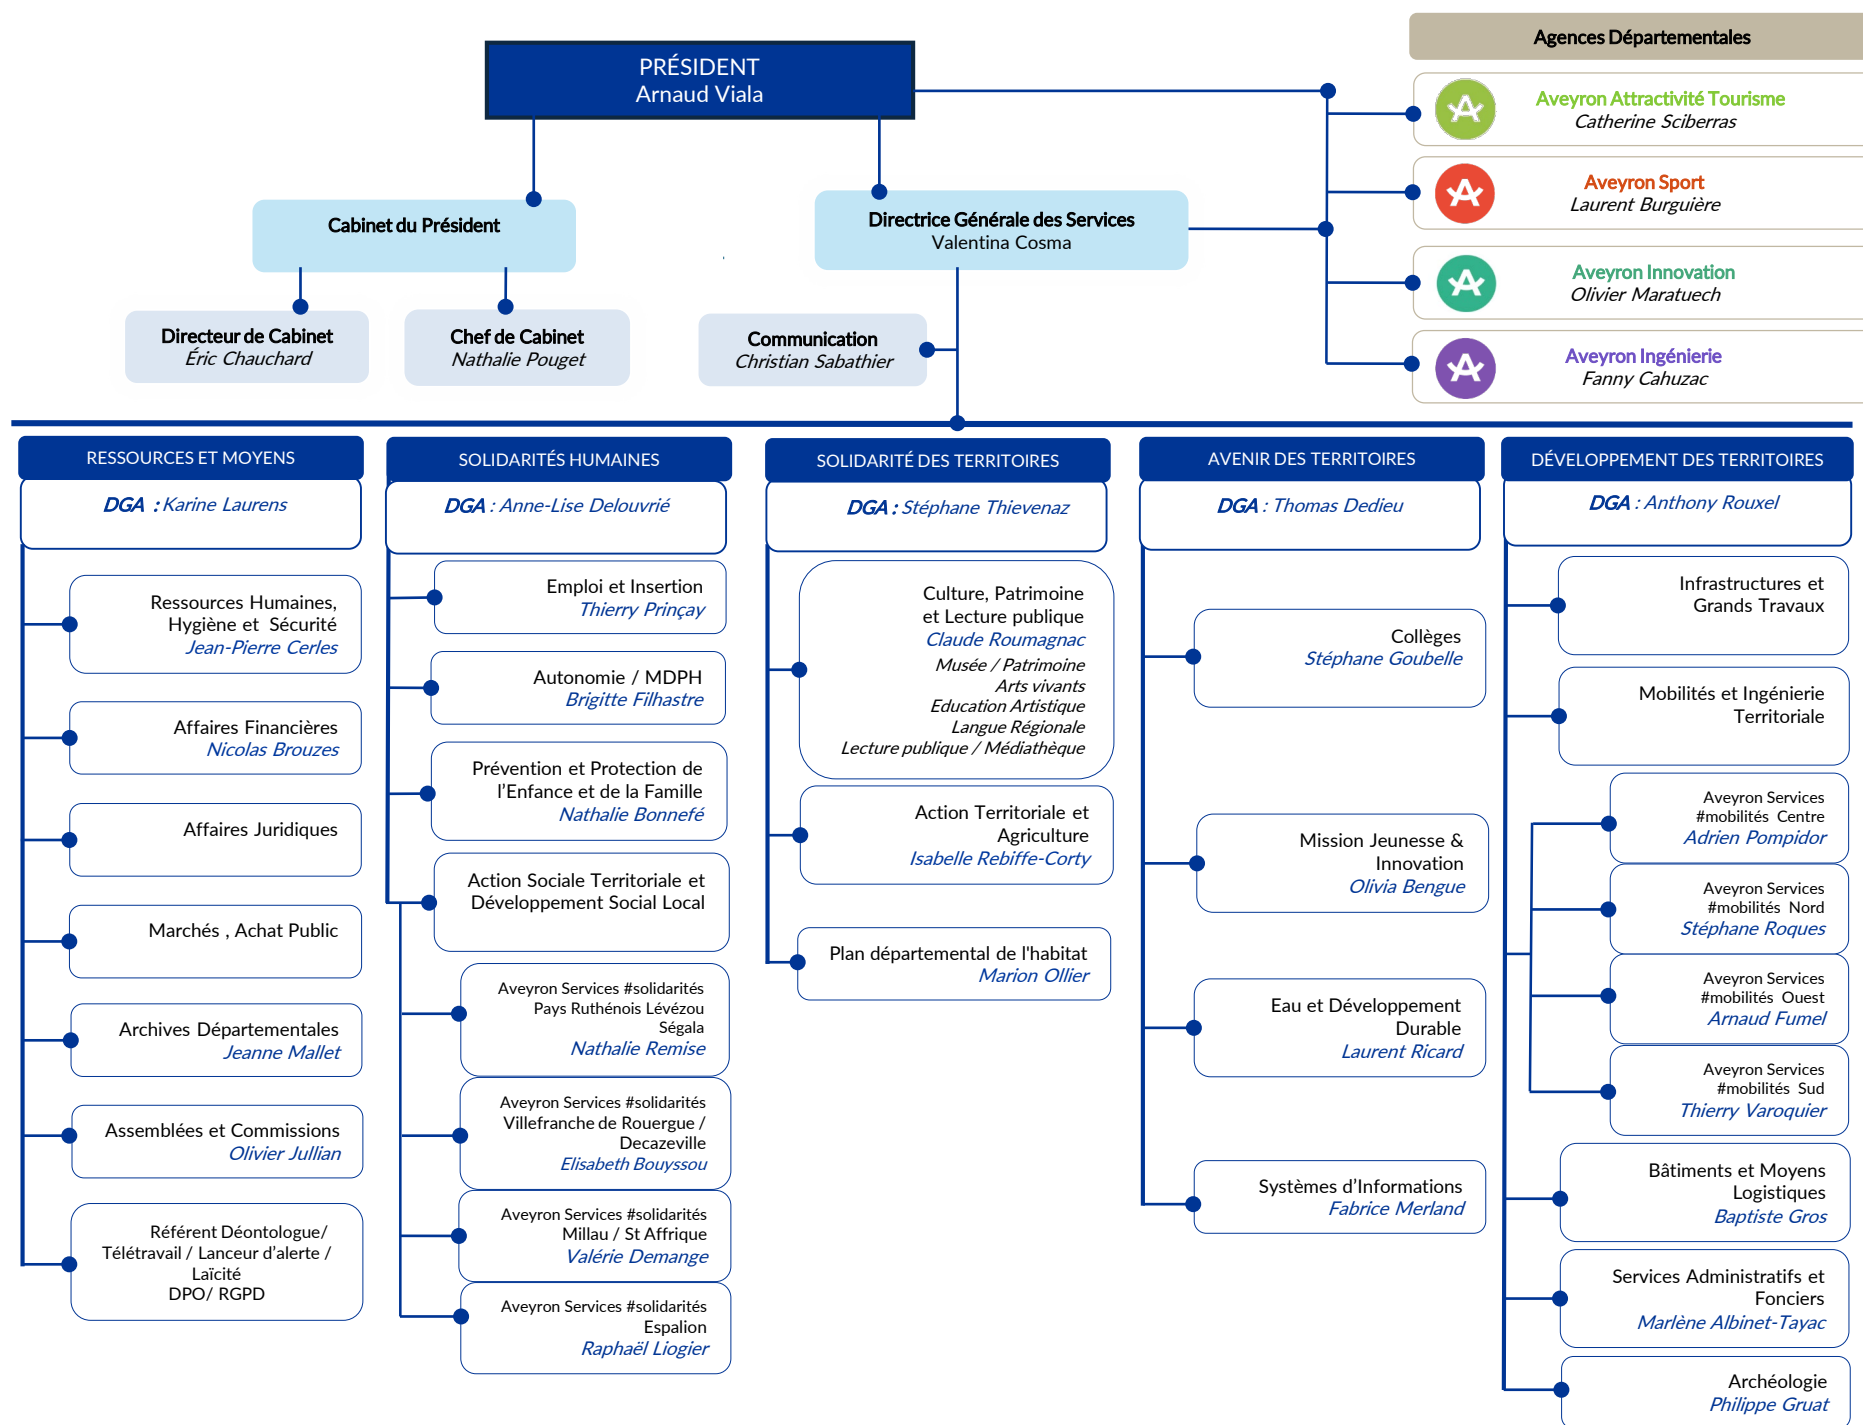 PRÉSIDENT
Arnaud Viala
Agences Départementales
Aveyron Attractivité Tourisme
Catherine Sciberras
Aveyron Sport
Laurent Burguière
Aveyron Innovation
Olivier Maratuech
Aveyron Ingénierie
Fanny Cahuzac
Cabinet du Président
Directrice Générale des Services
Valentina Cosma
Directeur de Cabinet
Éric Chauchard
Chef de Cabinet
Nathalie Pouget
Communication
Christian Sabathier
RESSOURCES ET MOYENS
DGA : Karine Laurens
Ressources Humaines,
Hygiène et Sécurité
Jean-Pierre Cerles
Affaires Financières
Nicolas Brouzes
Affaires Juridiques
Marchés , Achat Public
Archives Départementales
Jeanne Mallet
Assemblées et Commissions
Olivier Jullian
Référent Déontologue/
Télétravail / Lanceur d'alerte /
Laïcité
DPO/ RGPD
SOLIDARITÉS HUMAINES
DGA : Anne-Lise Delouvrié
Emploi et Insertion
Thierry Prinçay
Autonomie / MDPH
Brigitte Filhastre
Prévention et Protection de
l'Enfance et de la Famille
Nathalie Bonnefé
Action Sociale Territoriale et
Développement Social Local
Aveyron Services #solidarités
Pays Ruthénois Lévézou
Ségala
Nathalie Remise
Aveyron Services #solidarités
Villefranche de Rouergue /
Decazeville
Elisabeth Bouyssou
Aveyron Services #solidarités
Millau / St Affrique
Valérie Demange
Aveyron Services #solidarités
Espalion
Raphaël Liogier
SOLIDARITÉ DES TERRITOIRES
DGA : Stéphane Thievenaz
Culture, Patrimoine
et Lecture publique
Claude Roumagnac
Musée / Patrimoine
Arts vivants
Education Artistique
Langue Régionale
Lecture publique / Médiathèque
Action Territoriale et
Agriculture
Isabelle Rebiffe-Corty
Plan départemental de l'habitat
Marion Ollier
AVENIR DES TERRITOIRES
DGA : Thomas Dedieu
Collèges
Stéphane Goubelle
Mission Jeunesse &
Innovation
Olivia Bengue
Eau et Développement
Durable
Laurent Ricard
Systèmes d'Informations
Fabrice Merland
DÉVELOPPEMENT DES TERRITOIRES
DGA : Anthony Rouxel
Infrastructures et
Grands Travaux
Mobilités et Ingénierie
Territoriale
Aveyron Services
#mobilités Centre
Adrien Pompidor
Aveyron Services
#mobilités Nord
Stéphane Roques
Aveyron Services
#mobilités Ouest
Arnaud Fumel
Aveyron Services
#mobilités Sud
Thierry Varoquier
Bâtiments et Moyens
Logistiques
Baptiste Gros
Services Administratifs et
Fonciers
Marlène Albinet-Tayac
Archéologie
Philippe Gruat